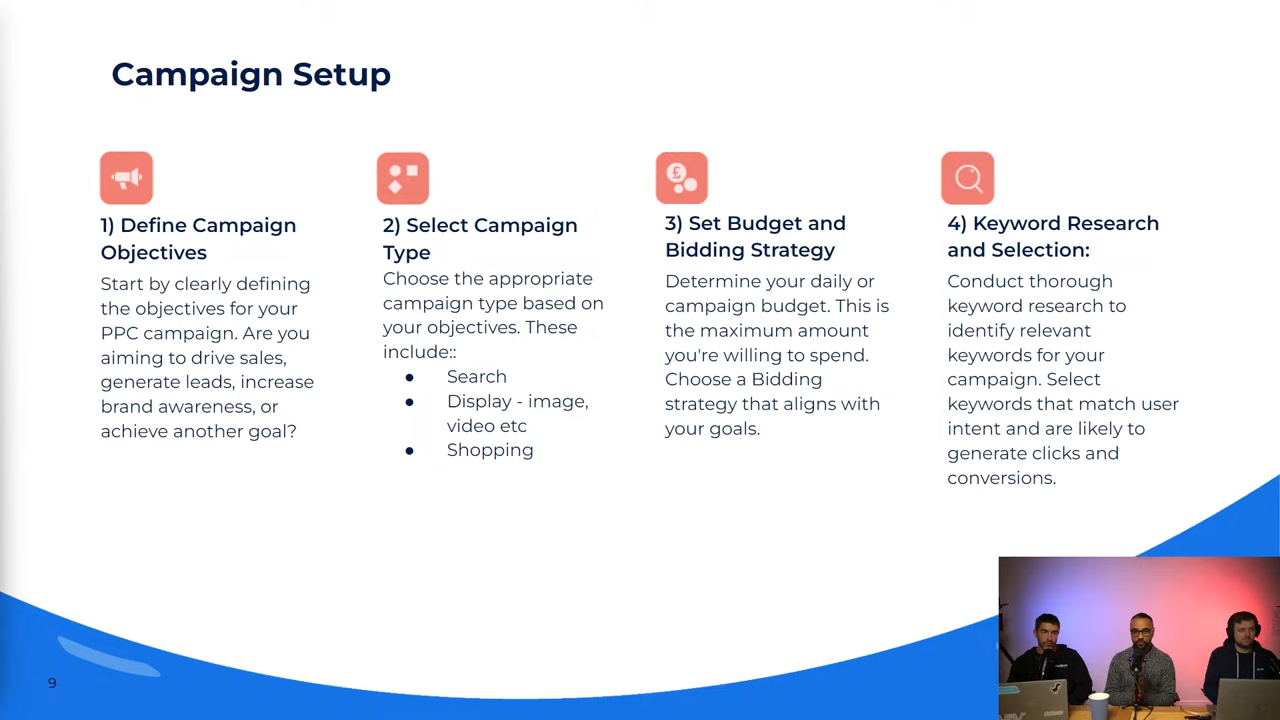 Campaign Setup
1) Define Campaign
Objectives
Start by clearly defining
the objectives for your
PPC campaign. Are you
aiming to drive sales,
generate leads, increase
brand awareness, or
achieve another goal?
2) Select Campaign
Type
Choose the appropriate
campaign type based on
your objectives. These
include::
● Search
● Display - image,
video etc
● Shopping
£
3) Set Budget and
Bidding Strategy
Determine your daily or
campaign budget. This is
the maximum amount
you're willing to spend.
Choose a Bidding
strategy that aligns with
your goals.
4) Keyword Research
and Selection:
Conduct thorough
keyword research to
identify relevant
keywords for your
campaign. Select
keywords that match user
intent and are likely to
generate clicks and
conversions.
9